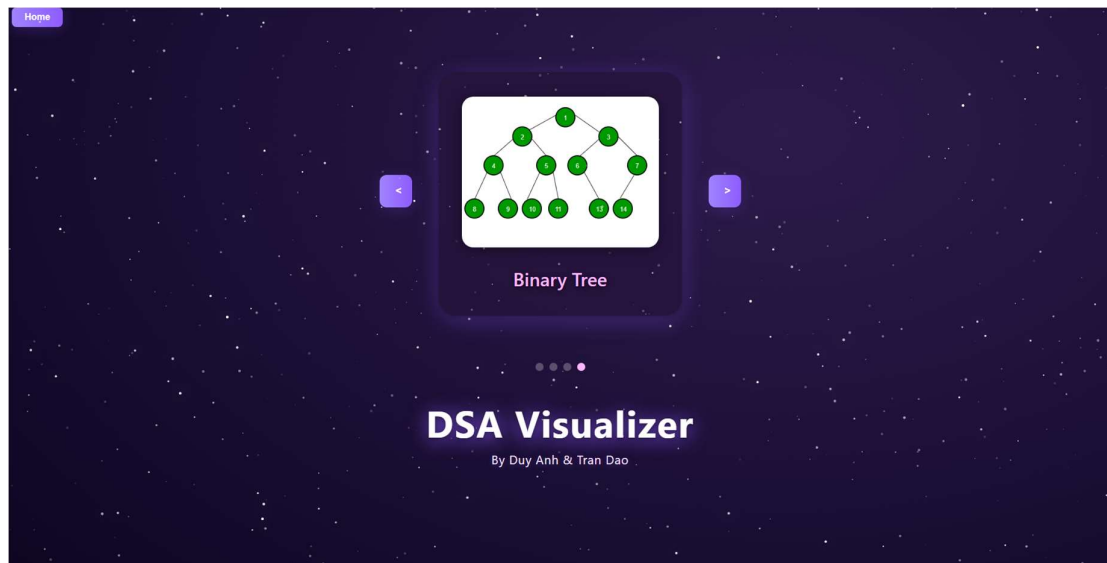 Home
1
2 3
4 5 6 7
8 9 10 11 13 14
< >
Binary Tree
DSA Visualizer
By Duy Anh & Tran Dao